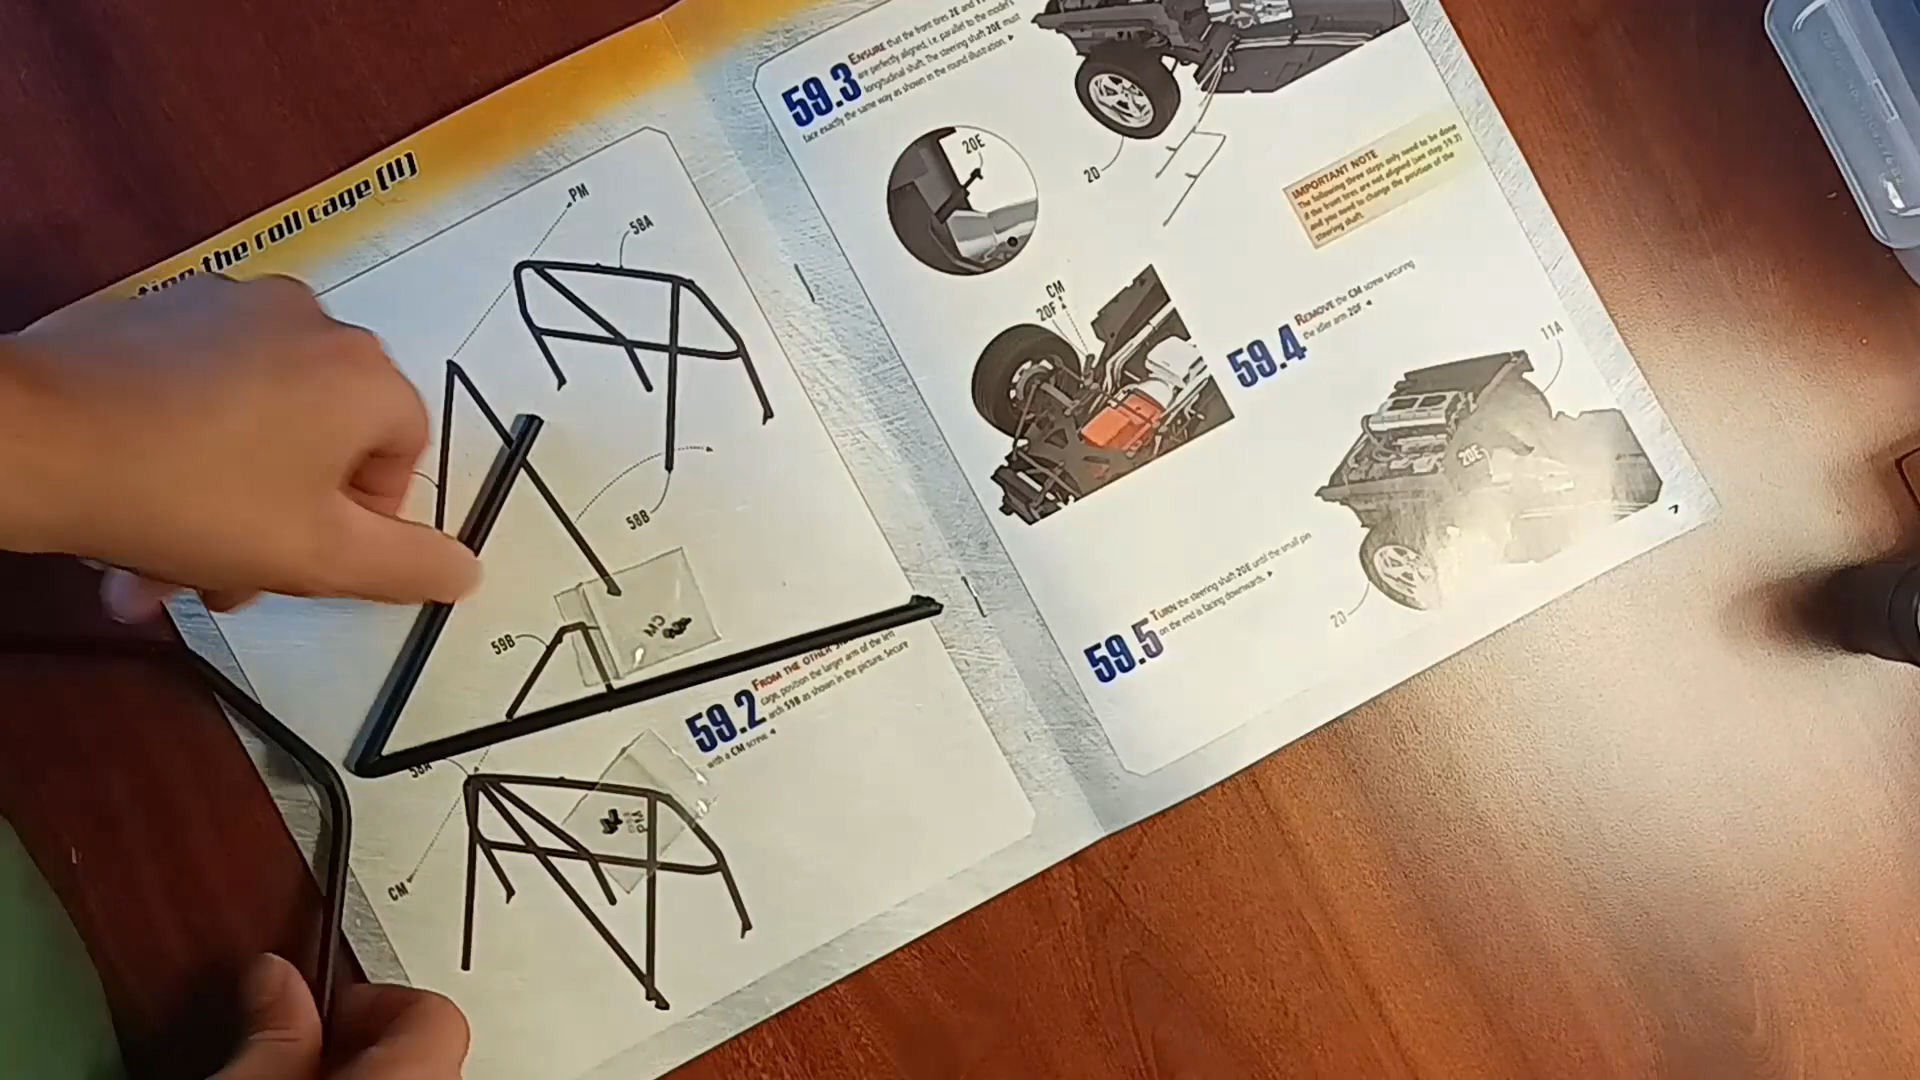 the roll cage (II)
PM
58A
58B
59B
CM
59.2 FROM THE OTHER
cage, position the larger arm of the left
arch 59B as shown in the picture. Secure
with a CM screw. ◄
58A
CM
59.3 ENSURE that the front tires 2E and
are perfectly aligned, i.e. parallel to the model's
longitudinal shaft. The steering shaft 20E must
face exactly the same way as shown in the round illustration. ►
20E
2D
IMPORTANT NOTE
The following three steps only need to be done
if the front tires are not aligned (see step 59.3)
and you need to change the position of the
steering shaft.
CM
20F
59.4 REMOVE the CM screw securing
the idler arm 20F. ◄
11A
20E
2D
59.5 TURN the steering shaft 20E until the small pin
on the end is facing downwards. ►
7